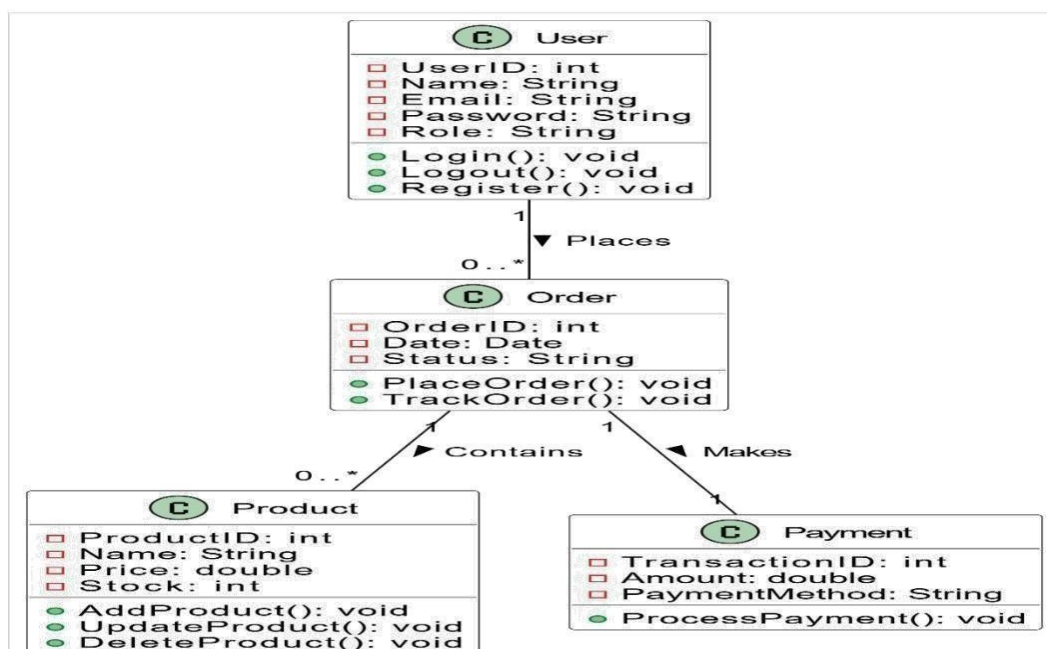 C User
UserID: int
Name: String
Email: String
Password: String
Role: String
Login(): void
Logout(): void
Register(): void
1
Places
0..*
C Order
OrderID: int
Date: Date
Status: String
PlaceOrder(): void
TrackOrder(): void
1
1
Contains
Makes
0..*
1
C Product
ProductID: int
Name: String
Price: double
Stock: int
AddProduct(): void
UpdateProduct(): void
DeleteProduct(): void
C Payment
TransactionID: int
Amount: double
PaymentMethod: String
ProcessPayment(): void